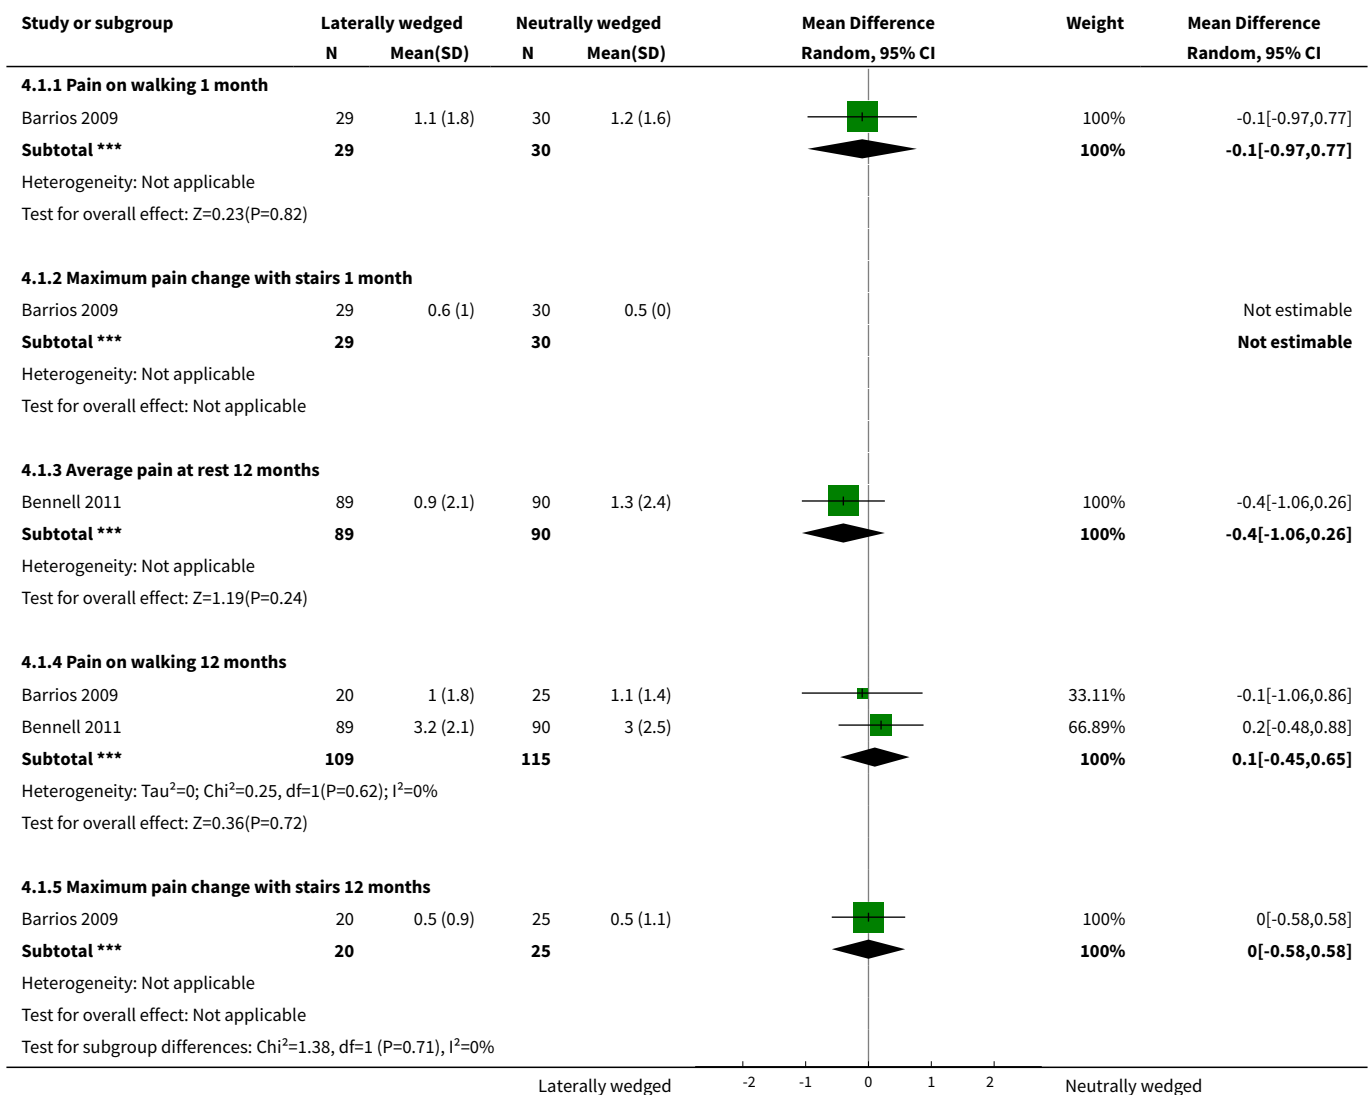 Study or subgroup Laterally wedged Neutrally wedged Mean Difference Weight Mean Difference
N Mean(SD) N Mean(SD) Random, 95% CI Random, 95% CI
4.1.1 Pain on walking 1 month
Barrios 2009 29 1.1 (1.8) 30 1.2 (1.6) 100% -0.1[-0.97,0.77]
Subtotal *** 29 30 100% -0.1[-0.97,0.77]
Heterogeneity: Not applicable
Test for overall effect: Z=0.23(P=0.82)
4.1.2 Maximum pain change with stairs 1 month
Barrios 2009 29 0.6 (1) 30 0.5 (0) Not estimable
Subtotal *** 29 30 Not estimable
Heterogeneity: Not applicable
Test for overall effect: Not applicable
4.1.3 Average pain at rest 12 months
Bennell 2011 89 0.9 (2.1) 90 1.3 (2.4) 100% -0.4[-1.06,0.26]
Subtotal *** 89 90 100% -0.4[-1.06,0.26]
Heterogeneity: Not applicable
Test for overall effect: Z=1.19(P=0.24)
4.1.4 Pain on walking 12 months
Barrios 2009 20 1 (1.8) 25 1.1 (1.4) 33.11% -0.1[-1.06,0.86]
Bennell 2011 89 3.2 (2.1) 90 3 (2.5) 66.89% 0.2[-0.48,0.88]
Subtotal *** 109 115 100% 0.1[-0.45,0.65]
Heterogeneity: Tau²=0; Chi²=0.25, df=1(P=0.62); I²=0%
Test for overall effect: Z=0.36(P=0.72)
4.1.5 Maximum pain change with stairs 12 months
Barrios 2009 20 0.5 (0.9) 25 0.5 (1.1) 100% 0[-0.58,0.58]
Subtotal *** 20 25 100% 0[-0.58,0.58]
Heterogeneity: Not applicable
Test for overall effect: Not applicable
Test for subgroup differences: Chi²=1.38, df=1 (P=0.71), I²=0%
Laterally wedged -2 -1 0 1 2 Neutrally wedged